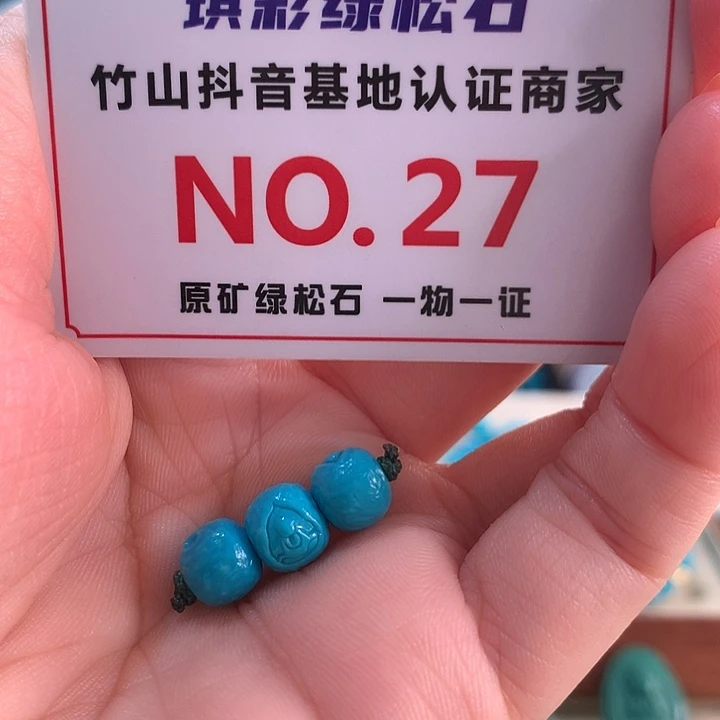 琪彩绿松石
竹山抖音基地认证商家
NO.27
原矿绿松石 一物一证